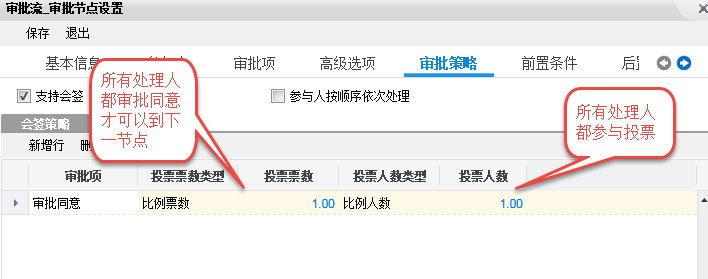 审批流_审批节点设置
保存 退出
基本信息 审批项 高级选项 审批策略 前置条件 后置
支持会签 参与人按顺序依次处理
所有处理人
都审批同意
才可以到下
一节点
所有处理人
都参与投票
会签策略
新增行
审批项 投票票数类型 投票票数 投票人数类型 投票人数
审批同意 比例票数 1.00 比例人数 1.00